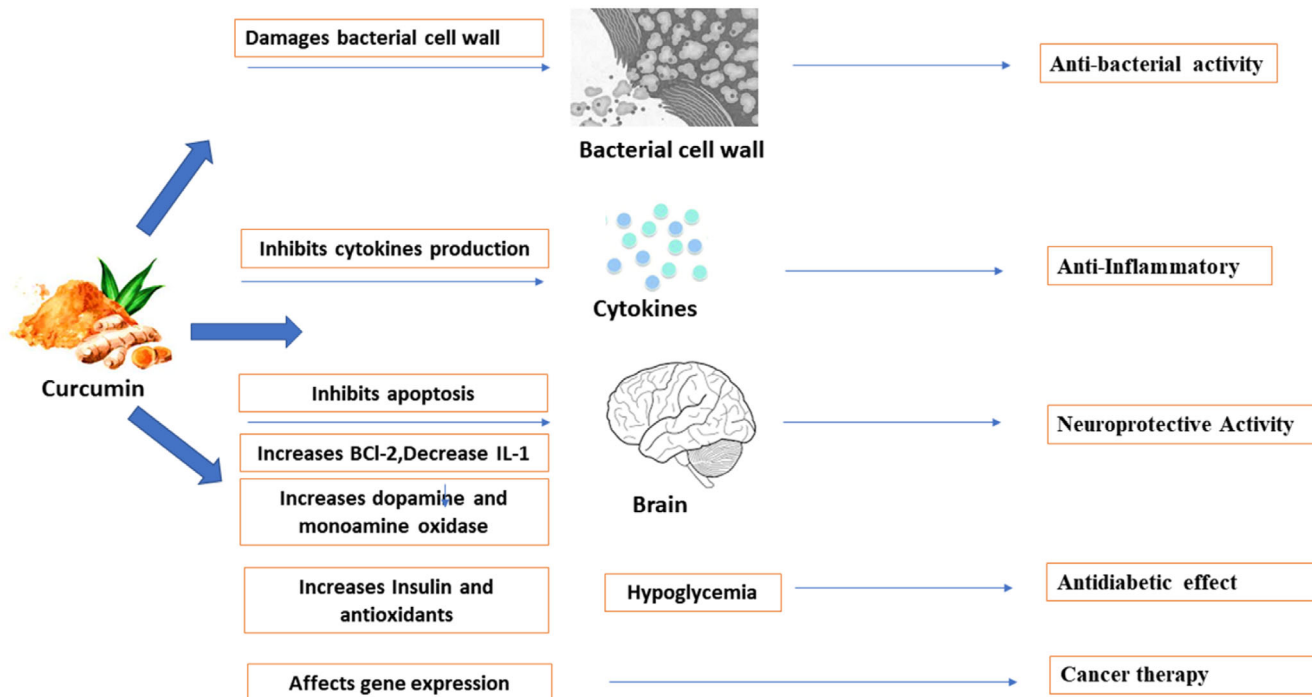 Damages bacterial cell wall
Bacterial cell wall
Anti-bacterial activity
Inhibits cytokines production
Cytokines
Anti-Inflammatory
Curcumin
Inhibits apoptosis
Increases BCl-2,Decrease IL-1
Increases dopamine and
monoamine oxidase
Brain
Neuroprotective Activity
Increases Insulin and
antioxidants
Hypoglycemia
Antidiabetic effect
Affects gene expression
Cancer therapy